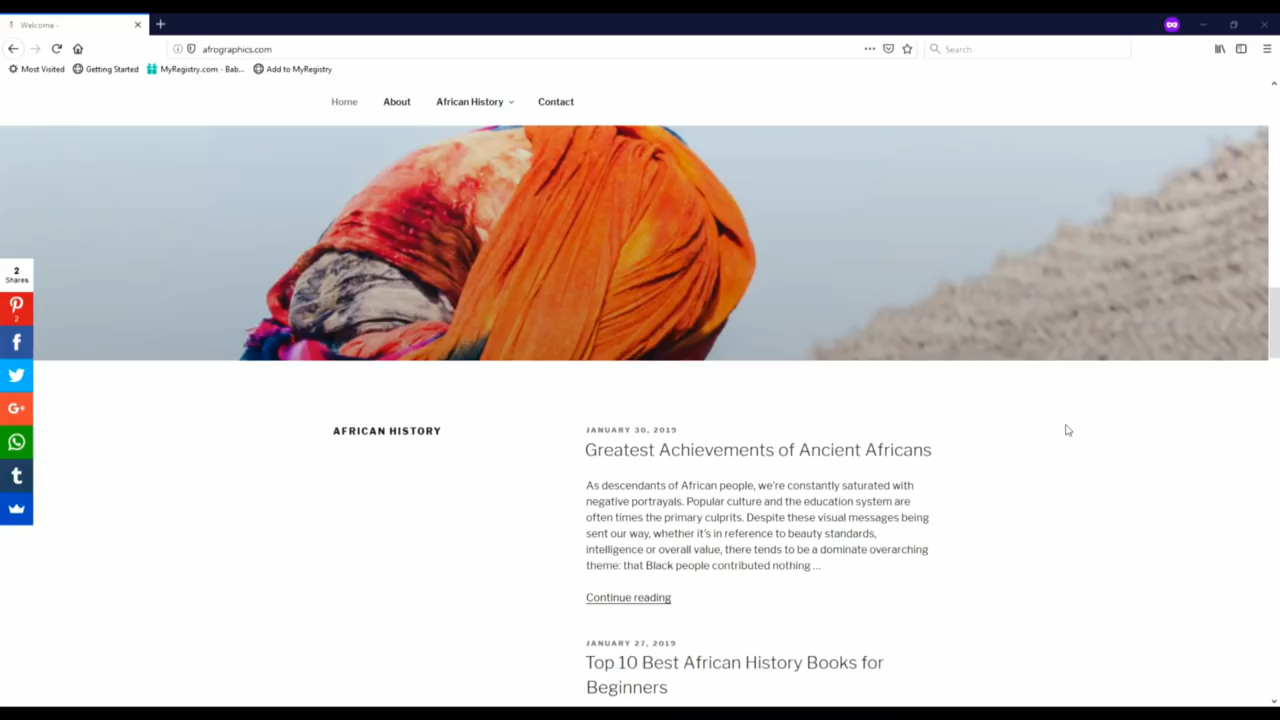 Welcome -
afrographics.com
Search
Most Visited
Getting Started
MyRegistry.com - Bab...
Add to MyRegistry
Home
About
African History
Contact
2
Shares
2
AFRICAN HISTORY
JANUARY 30, 2019
Greatest Achievements of Ancient Africans
As descendants of African people, we're constantly saturated with
negative portrayals. Popular culture and the education system are
often times the primary culprits. Despite these visual messages being
sent our way, whether it's in reference to beauty standards,
intelligence or overall value, there tends to be a dominate overarching
theme: that Black people contributed nothing ...
Continue reading
JANUARY 27, 2019
Top 10 Best African History Books for
Beginners